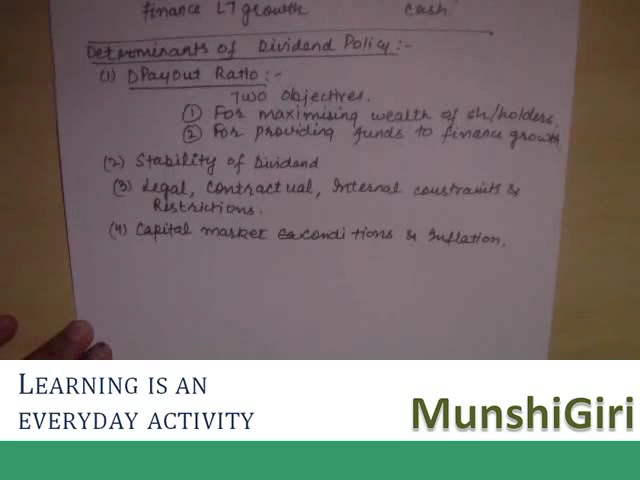 finance LT growth cash
Determinants of Dividend Policy:-
(1) DPayout Ratio:-
Two Objectives.
① For maximising wealth of sh/holders.
② For providing funds to finance growth
(2) Stability of Dividend
(3) Legal, Contractual, Internal constraints &
Restrictions.
(4) Capital market conditions & Inflation.
LEARNING IS AN
EVERYDAY ACTIVITY
MunshiGiri